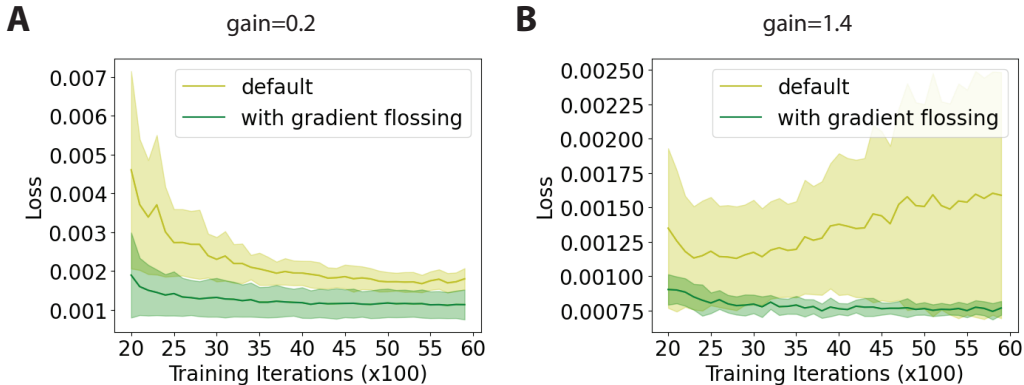 A
gain=0.2
Loss
0.007
0.006
0.005
0.004
0.003
0.002
0.001
default
with gradient flossing
20 25 30 35 40 45 50 55 60
Training Iterations (x100)
B
gain=1.4
Loss
0.00250
0.00225
0.00200
0.00175
0.00150
0.00125
0.00100
0.00075
default
with gradient flossing
20 25 30 35 40 45 50 55 60
Training Iterations (x100)